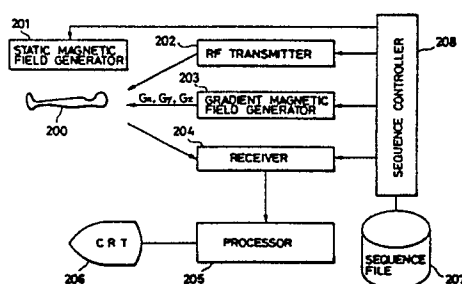 201
STATIC MAGNETIC
FIELD GENERATOR
202
RF TRANSMITTER
208
SEQUENCE CONTROLLER
203
Gx, Gy, Gz
GRADIENT MAGNETIC
FIELD GENERATOR
200
204
RECEIVER
CRT
206
PROCESSOR
205
SEQUENCE
FILE
207